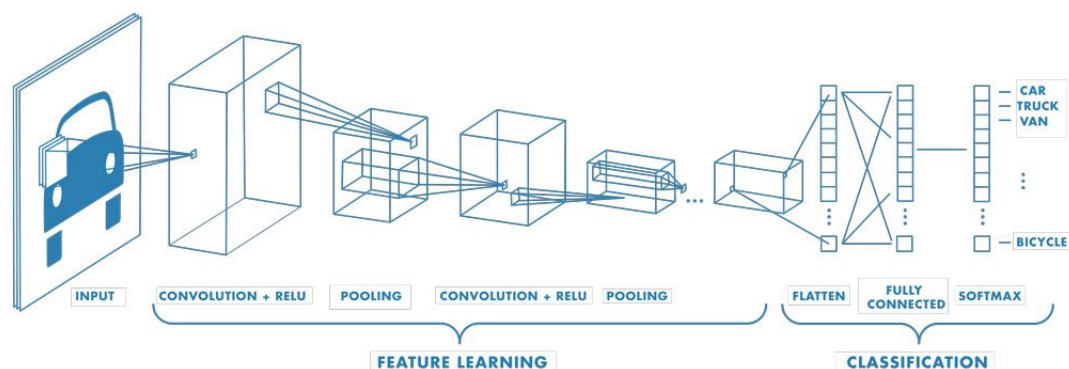 CAR
TRUCK
VAN
BICYCLE
INPUT
CONVOLUTION + RELU
POOLING
CONVOLUTION + RELU
POOLING
FLATTEN
FULLY
CONNECTED
SOFTMAX
FEATURE LEARNING
CLASSIFICATION